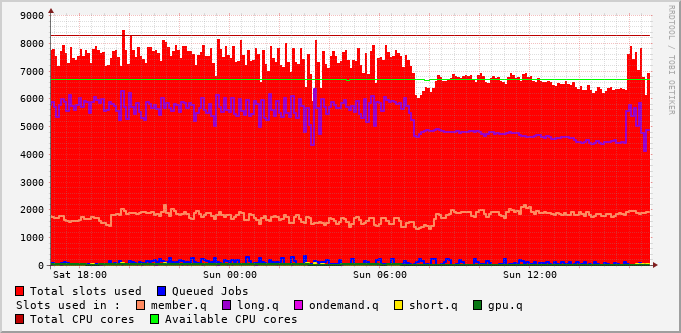 9000
8000
7000
6000
5000
4000
3000
2000
1000
0
Sat 18:00 Sun 00:00 Sun 06:00 Sun 12:00
RRDTOOL / TOBI OETIKER
Total slots used Queued Jobs
Slots used in : member.q long.q ondemand.q short.q gpu.q
Total CPU cores Available CPU cores